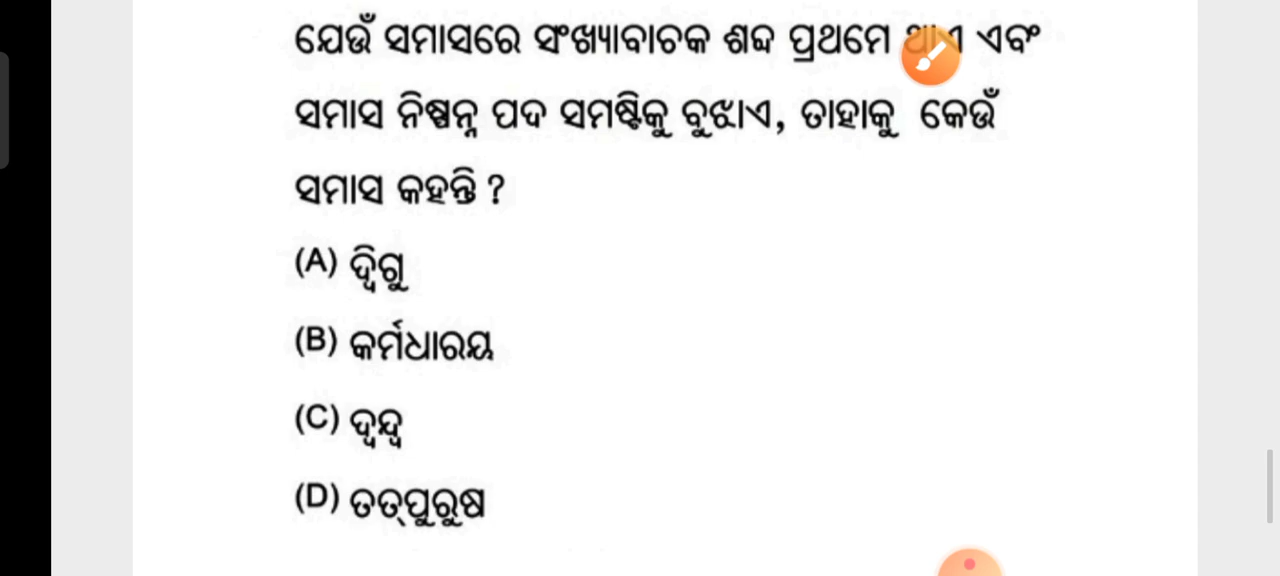 ଯେଉଁ ସମାସରେ ସଂଖ୍ୟାବାଚକ ଶବ୍ଦ ପ୍ରଥମେ ଥାଏ ଏବଂ
ସମାସ ନିଷ୍ପନ୍ନ ପଦ ସମଷ୍ଟିକୁ ବୁଝାଏ, ତାହାକୁ କେଉଁ
ସମାସ କହନ୍ତି ?
(A) ଦ୍ୱିଗୁ
(B) କର୍ମଧାରୟ
(C) ଦ୍ୱନ୍ଦ୍ୱ
(D) ତତ୍‌ପୁରୁଷ